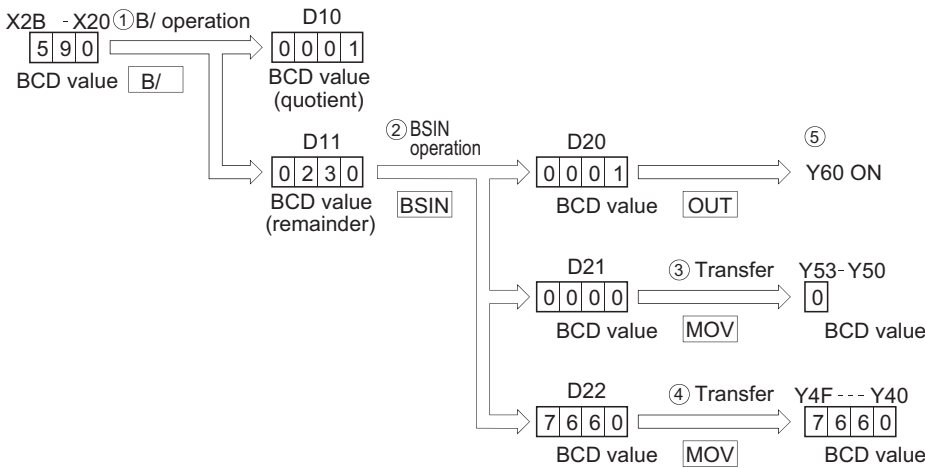 X2B - X20 ① B/ operation
D10
5 9 0
0 0 0 1
BCD value B/
BCD value
(quotient)
D11
② BSIN
operation
0 2 3 0
BCD value
(remainder)
BSIN
D20
⑤
0 0 0 1
Y60 ON
BCD value OUT
D21 ③ Transfer Y53-Y50
0 0 0 0
0
BCD value MOV BCD value
D22 ④ Transfer Y4F --- Y40
7 6 6 0
7 6 6 0
BCD value MOV BCD value